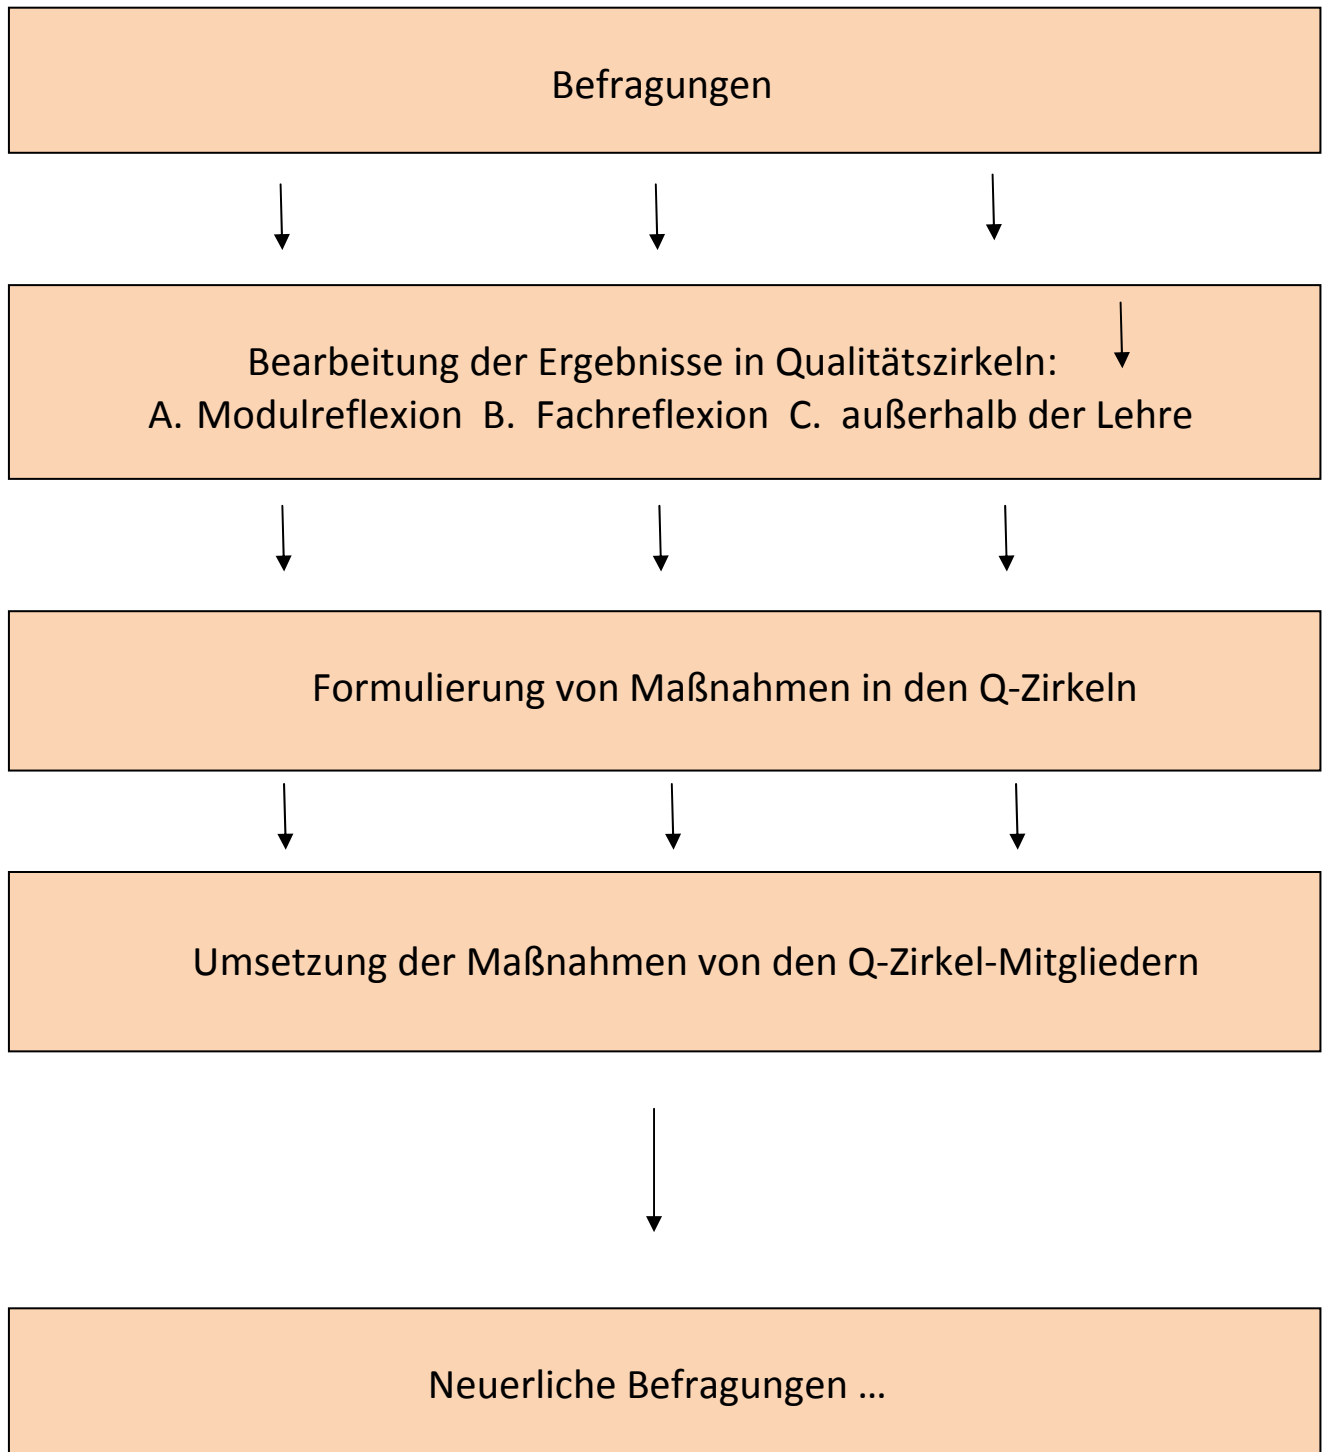 Befragungen
Bearbeitung der Ergebnisse in Qualitätszirkeln:
A. Modulreflexion B. Fachreflexion C. außerhalb der Lehre
Formulierung von Maßnahmen in den Q-Zirkeln
Umsetzung der Maßnahmen von den Q-Zirkel-Mitgliedern
Neuerliche Befragungen …